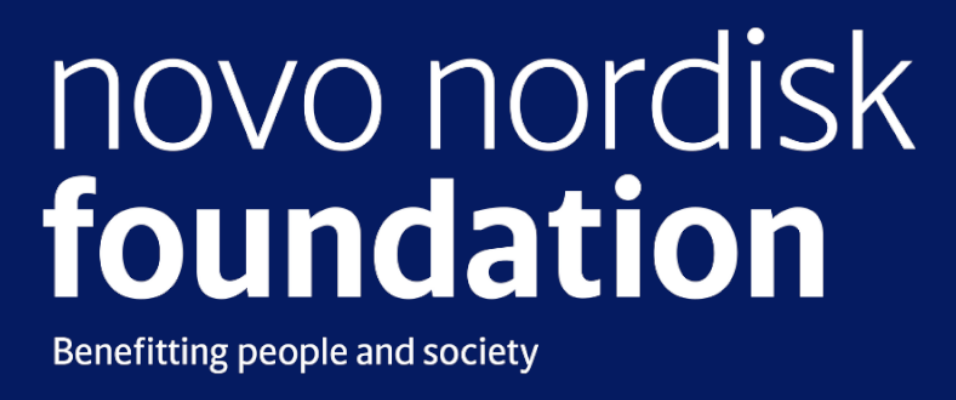 novo nordisk
foundation
Benefitting people and society